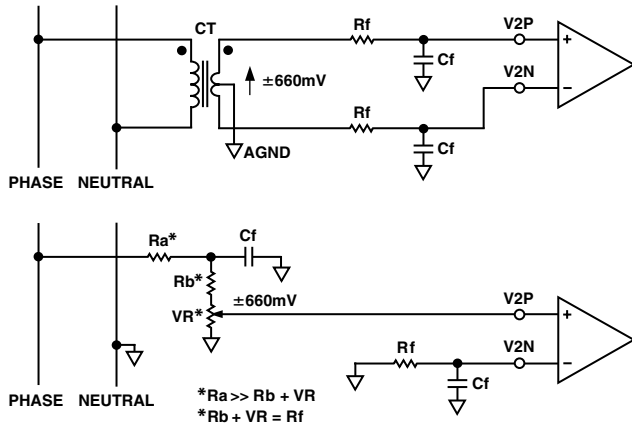 CT
Rf
V2P
+
Cf
±660mV
V2N
−
Rf
Cf
AGND
PHASE NEUTRAL
Ra*
Cf
Rb*
±660mV
VR*
V2P
+
Rf
V2N
−
Cf
PHASE NEUTRAL
*Ra >> Rb + VR
*Rb + VR = Rf